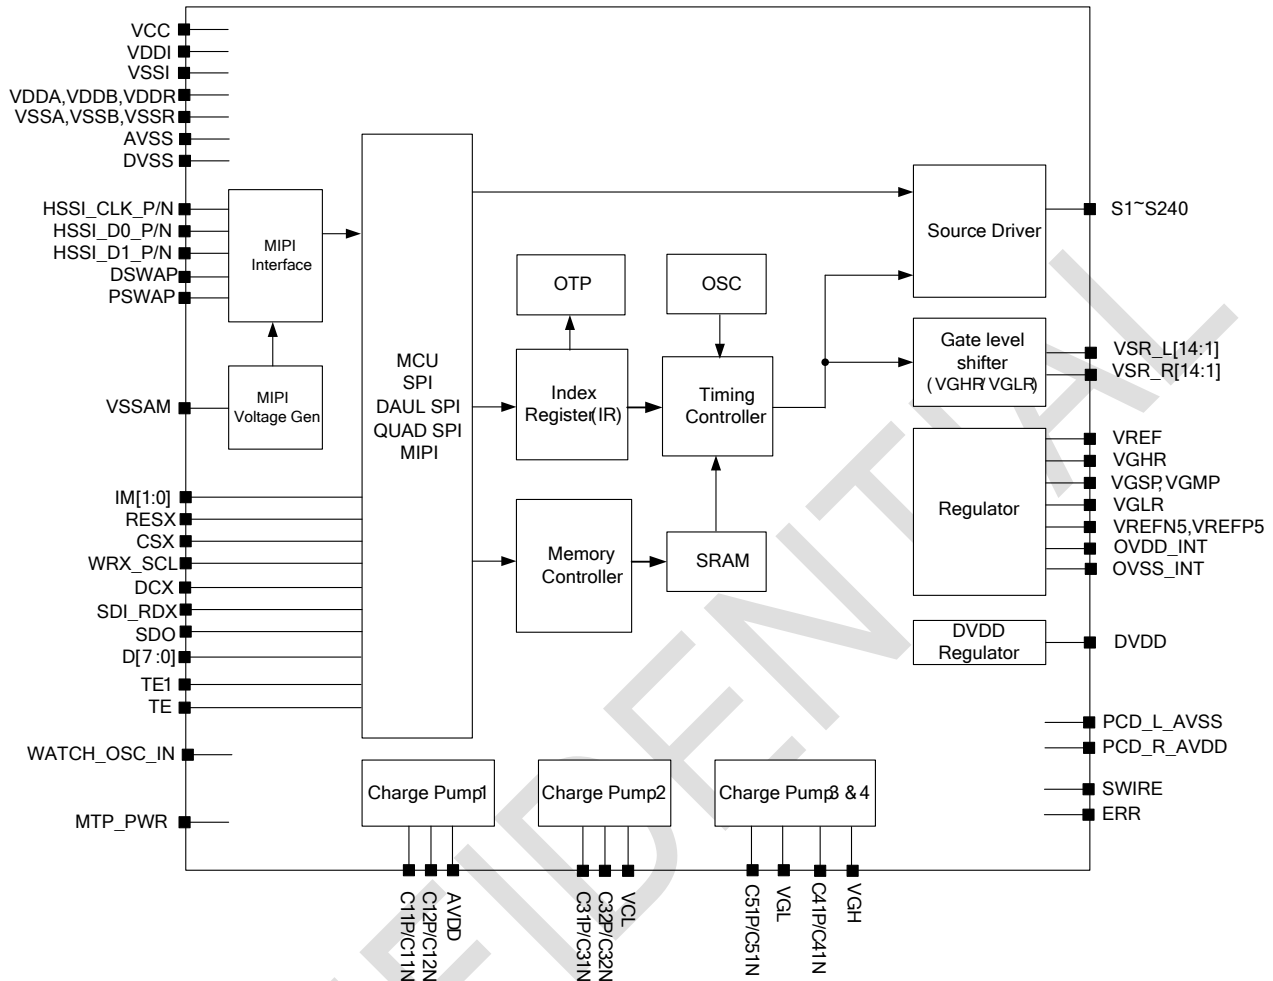 VCC
VDDI
VSSI
VDDA,VDDB,VDDR
VSSA,VSSB,VSSR
AVSS
DVSS
HSSI_CLK_P/N
HSSI_D0_P/N
HSSI_D1_P/N
DSWAP
PSWAP
VSSAM
IM[1:0]
RESX
CSX
WRX_SCL
DCX
SDI_RDX
SDO
D[7:0]
TE1
TE
WATCH_OSC_IN
MTP_PWR
MIPI
Interface
MIPI
Voltage Gen
MCU
SPI
DAUL SPI
QUAD SPI
MIPI
OTP
OSC
Index
Register(IR)
Timing
Controller
Memory
Controller
SRAM
Source Driver
Gate level
shifter
(VGHR/VGLR)
Regulator
DVDD
Regulator
S1~S240
VSR_L[14:1]
VSR_R[14:1]
VREF
VGHR
VGSP,VGMP
VGLR
VREFN5,VREFP5
OVDD_INT
OVSS_INT
DVDD
PCD_L_AVSS
PCD_R_AVDD
SWIRE
ERR
Charge Pump1
Charge Pump2
Charge Pump3 & 4
C11P/C11N
C12P/C12N
AVDD
C31P/C31N
C32P/C32N
VCL
C51P/C51N
VGL
C41P/C41N
VGH
FIDENTIAL